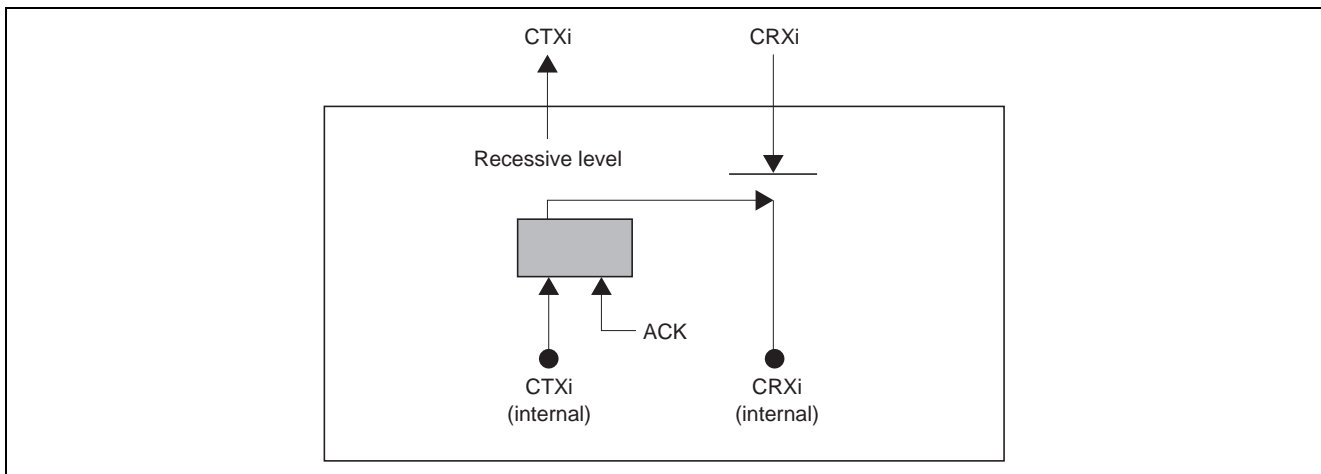 CTXi
CRXi
Recessive level
ACK
CTXi
(internal)
CRXi
(internal)